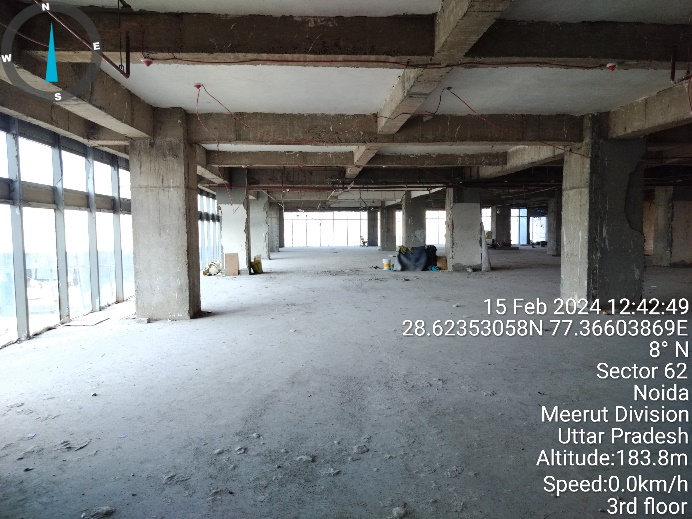 N
W E
S
15 Feb 2024 12:42:49
28.62353058N 77.36603869E
8° N
Sector 62
Noida
Meerut Division
Uttar Pradesh
Altitude:183.8m
Speed:0.0km/h
3rd floor